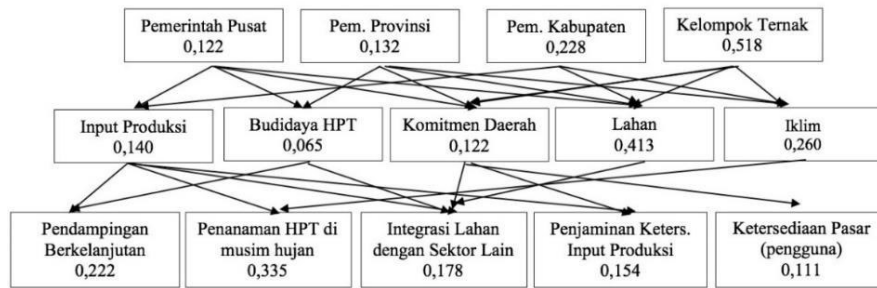 Pemerintah Pusat
0,122
Pem. Provinsi
0,132
Pem. Kabupaten
0,228
Kelompok Ternak
0,518
Input Produksi
0,140
Budidaya HPT
0,065
Komitmen Daerah
0,122
Lahan
0,413
Iklim
0,260
Pendampingan
Berkelanjutan
0,222
Penanaman HPT di
musim hujan
0,335
Integrasi Lahan
dengan Sektor Lain
0,178
Penjaminan Keters.
Input Produksi
0,154
Ketersediaan Pasar
(pengguna)
0,111